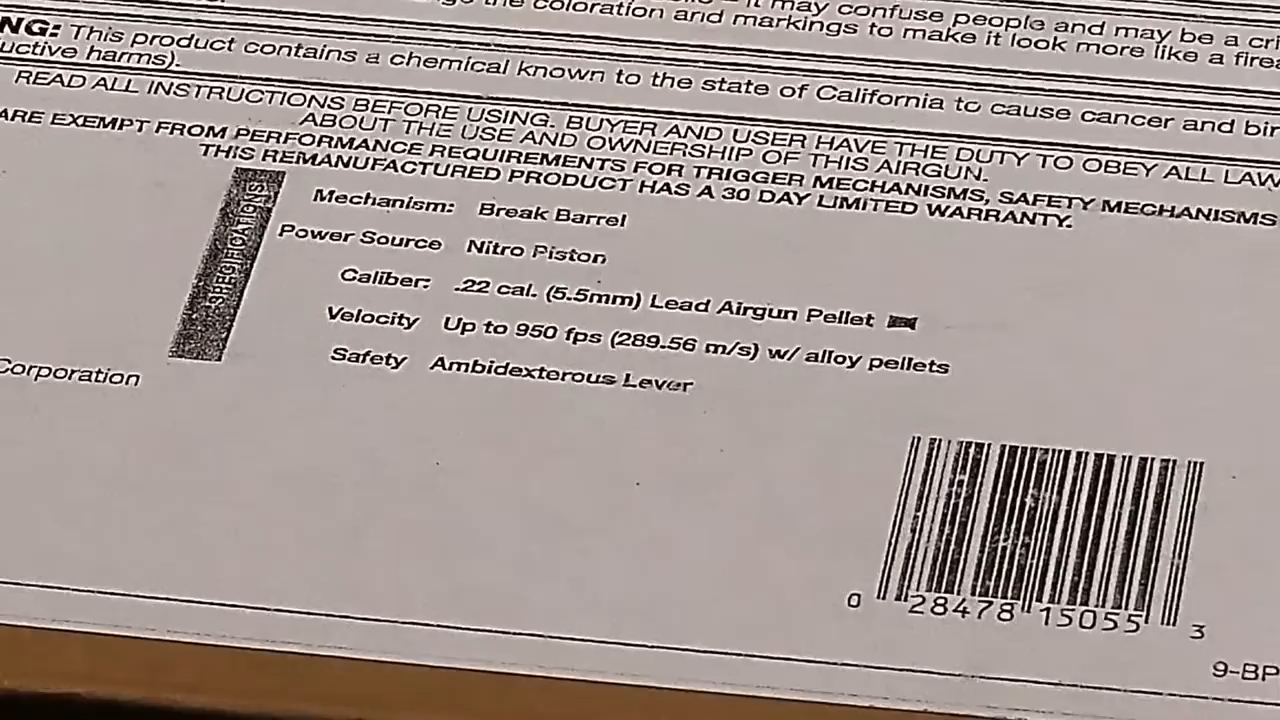 it may confuse people and may be a cri
the coloration and markings to make it look more like a firea
NG: This product contains a chemical known to the state of California to cause cancer and bir
uctive harms).
READ ALL INSTRUCTIONS BEFORE USING. BUYER AND USER HAVE THE DUTY TO OBEY ALL LAW
ABOUT THE USE AND OWNERSHIP OF THIS AIRGUN.
ARE EXEMPT FROM PERFORMANCE REQUIREMENTS FOR TRIGGER MECHANISMS, SAFETY MECHANISMS
THIS REMANUFACTURED PRODUCT HAS A 30 DAY LIMITED WARRANTY.
SPECIFICATIONS
Mechanism: Break Barrel
Power Source Nitro Piston
Caliber: .22 cal. (5.5mm) Lead Airgun Pellet
Velocity Up to 950 fps (289.56 m/s) w/ alloy pellets
Safety Ambidexterous Lever
Corporation
0 28478 15055 3
9-BP